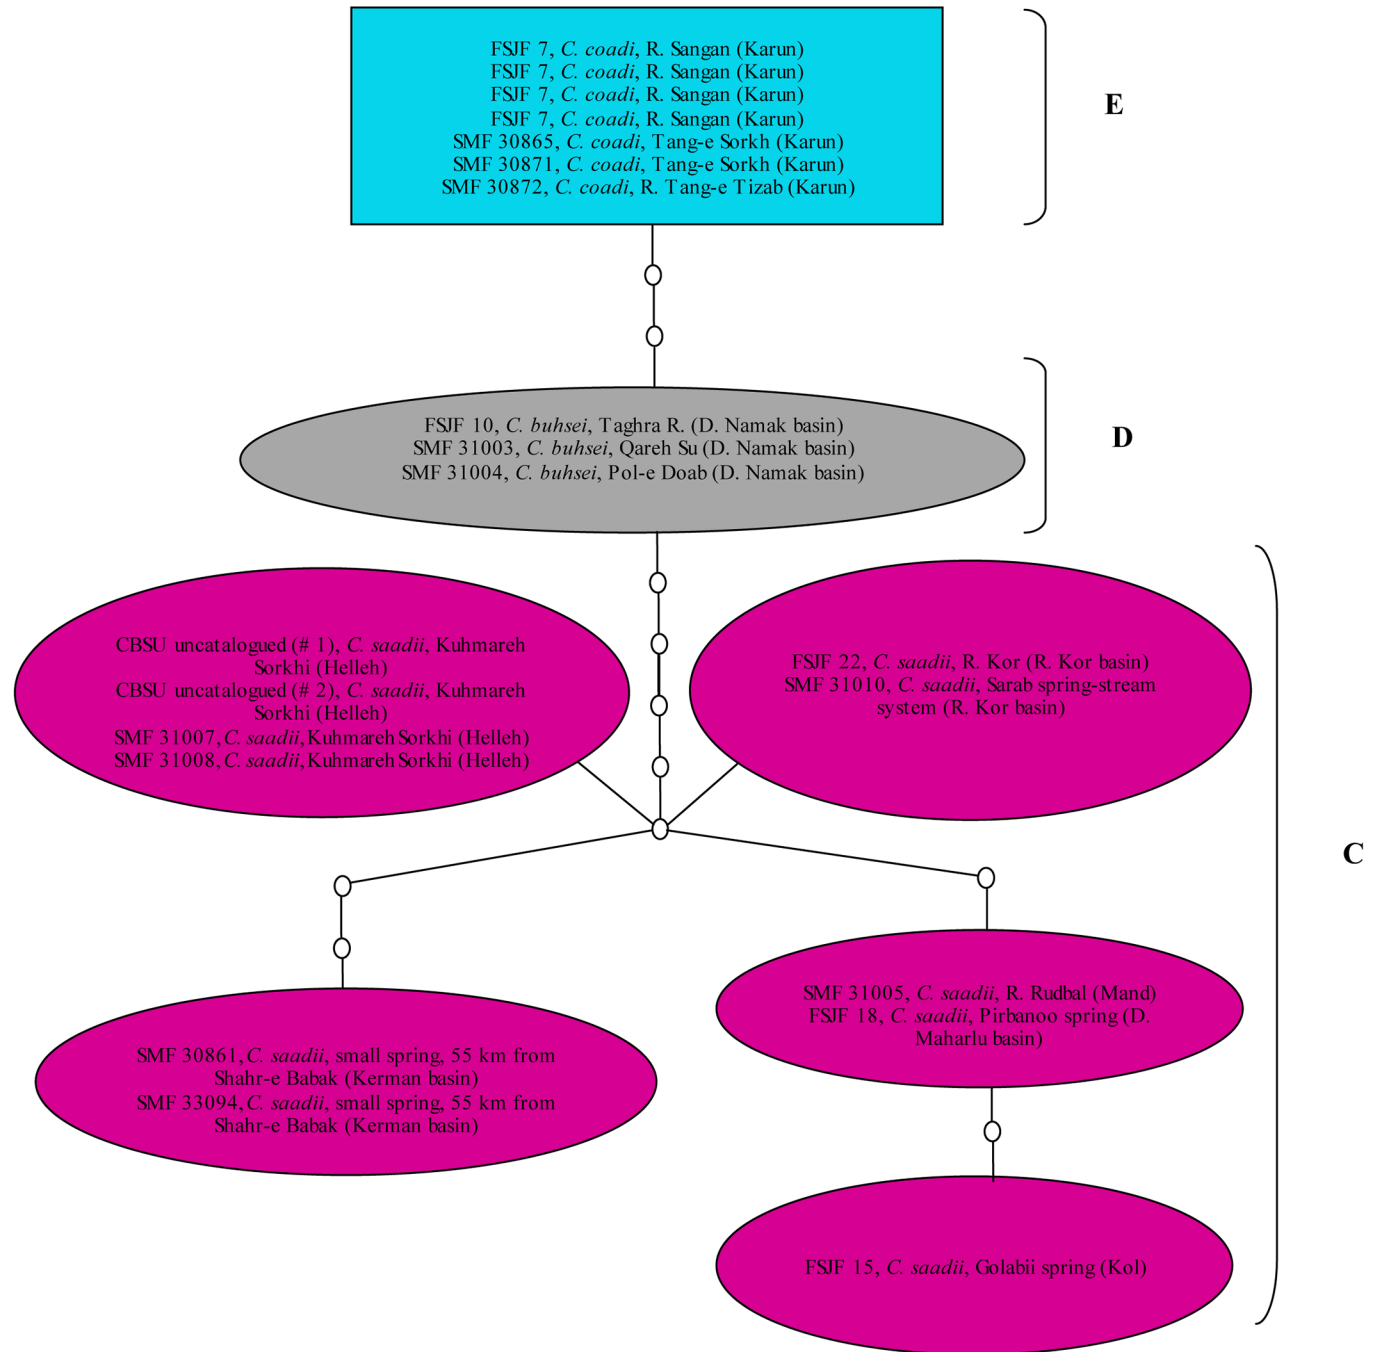 FSJF 7, C. coadi, R. Sangan (Karun)
FSJF 7, C. coadi, R. Sangan (Karun)
FSJF 7, C. coadi, R. Sangan (Karun)
FSJF 7, C. coadi, R. Sangan (Karun)
SMF 30865, C. coadi, Tang-e Sorkh (Karun)
SMF 30871, C. coadi, Tang-e Sorkh (Karun)
SMF 30872, C. coadi, R. Tang-e Tizab (Karun)
E
FSJF 10, C. buhsei, Taghra R. (D. Namak basin)
SMF 31003, C. buhsei, Qareh Su (D. Namak basin)
SMF 31004, C. buhsei, Pol-e Doab (D. Namak basin)
D
CBSU uncatalogued (# 1), C. saadii, Kuhmareh
Sorkhi (Helleh)
CBSU uncatalogued (# 2), C. saadii, Kuhmareh
Sorkhi (Helleh)
SMF 31007, C. saadii, Kuhmareh Sorkhi (Helleh)
SMF 31008, C. saadii, Kuhmareh Sorkhi (Helleh)
FSJF 22, C. saadii, R. Kor (R. Kor basin)
SMF 31010, C. saadii, Sarab spring-stream
system (R. Kor basin)
C
SMF 30861, C. saadii, small spring, 55 km from
Shahr-e Babak (Kerman basin)
SMF 33094, C. saadii, small spring, 55 km from
Shahr-e Babak (Kerman basin)
SMF 31005, C. saadii, R. Rudbal (Mand)
FSJF 18, C. saadii, Pirbanoo spring (D.
Maharlu basin)
FSJF 15, C. saadii, Golabii spring (Kol)